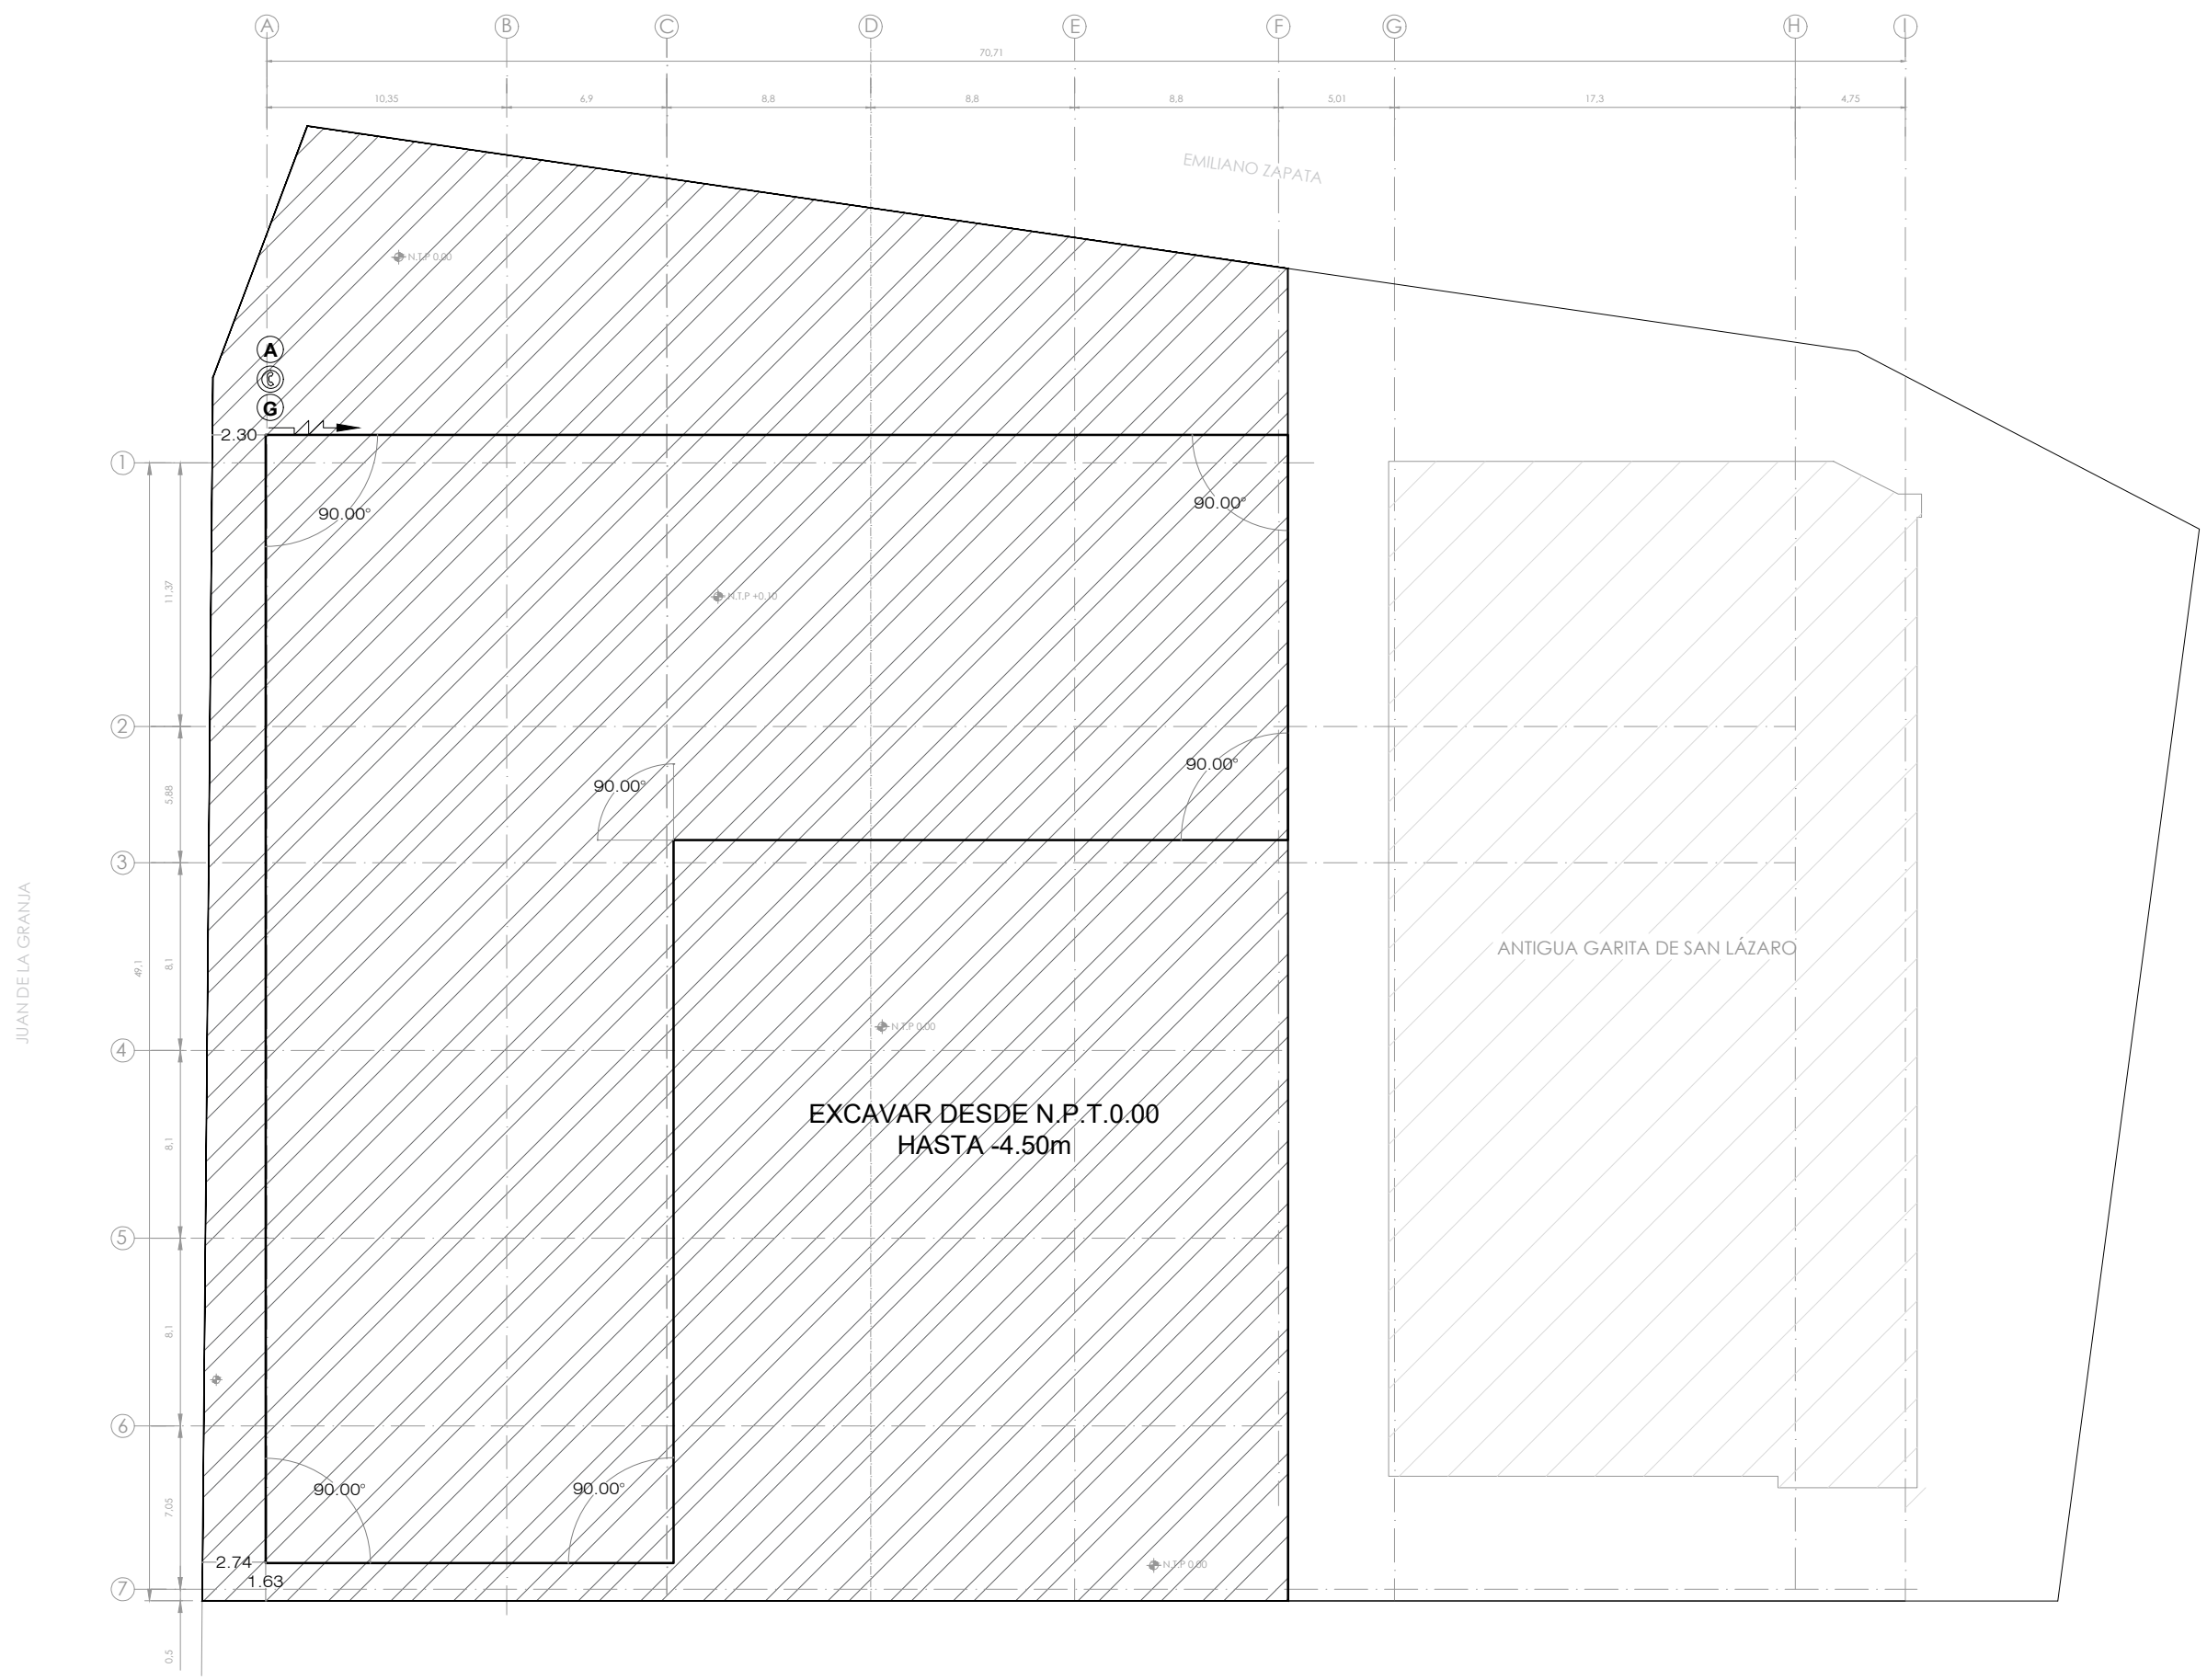 A B C D E F G H I
70,71
10,35 6,9 8,8 8,8 8,8 5,01 17,3 4,75
EMILIANO ZAPATA
N.T.P 0.00
A
G
2.30
1
90.00° 90.00°
11,37
N.T.P +0.10
2
90.00°
90.00°
5,88
3
JUAN DE LA GRANJA
49,1
8,1
ANTIGUA GARITA DE SAN LÁZARO
N.T.P 0.00
4
EXCAVAR DESDE N.P.T.0.00
HASTA -4.50m
8,1
5
8,1
6
90.00° 90.00°
7,05
2.74
1.63
N.T.P 0.00
7
0,5